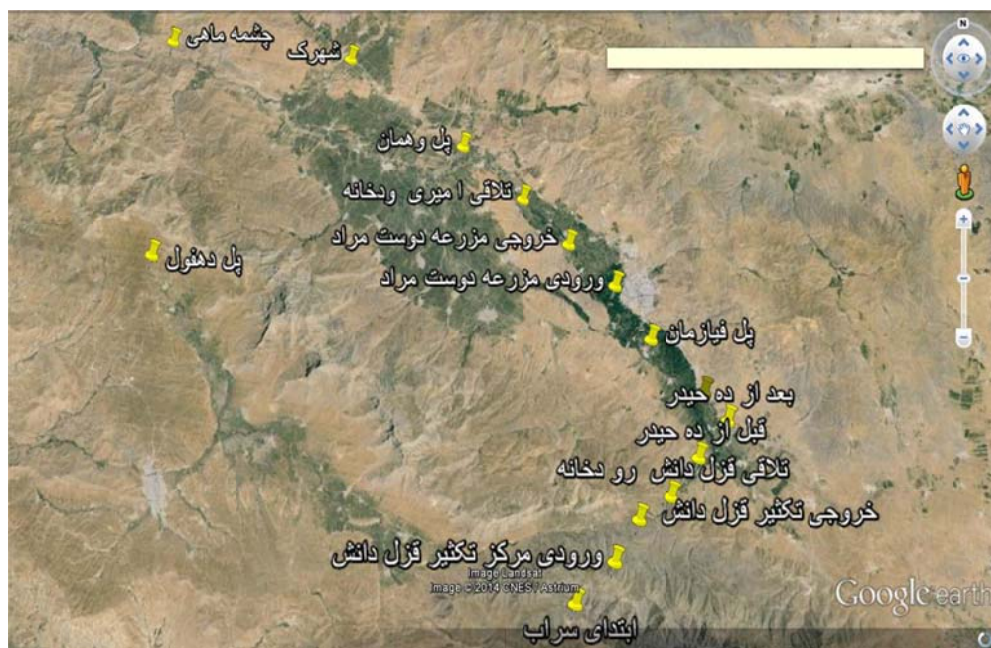 N
چشمه ماهی
شهرک
پل وهمان
تلاقی امیری ودخانه
خروجی مزرعه دوست مراد
پل دهفول
ورودی مزرعه دوست مراد
پل فیازمان
بعد از ده حیدر
قبل از ده حیدر
تلاقی قزل دانش رو دخانه
خروجی تکثیر قزل دانش
ورودی مرکز تکثیر قزل دانش
Image Landsat
Image © 2014 CNES / Astrium
Google earth
ابتدای سراب